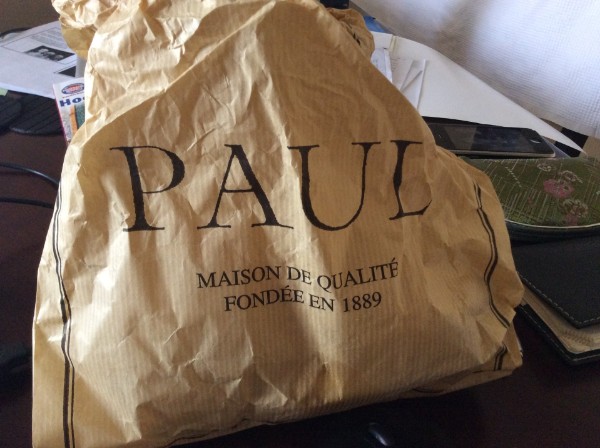 PAUL
MAISON DE QUALITÉ
FONDÉE EN 1889